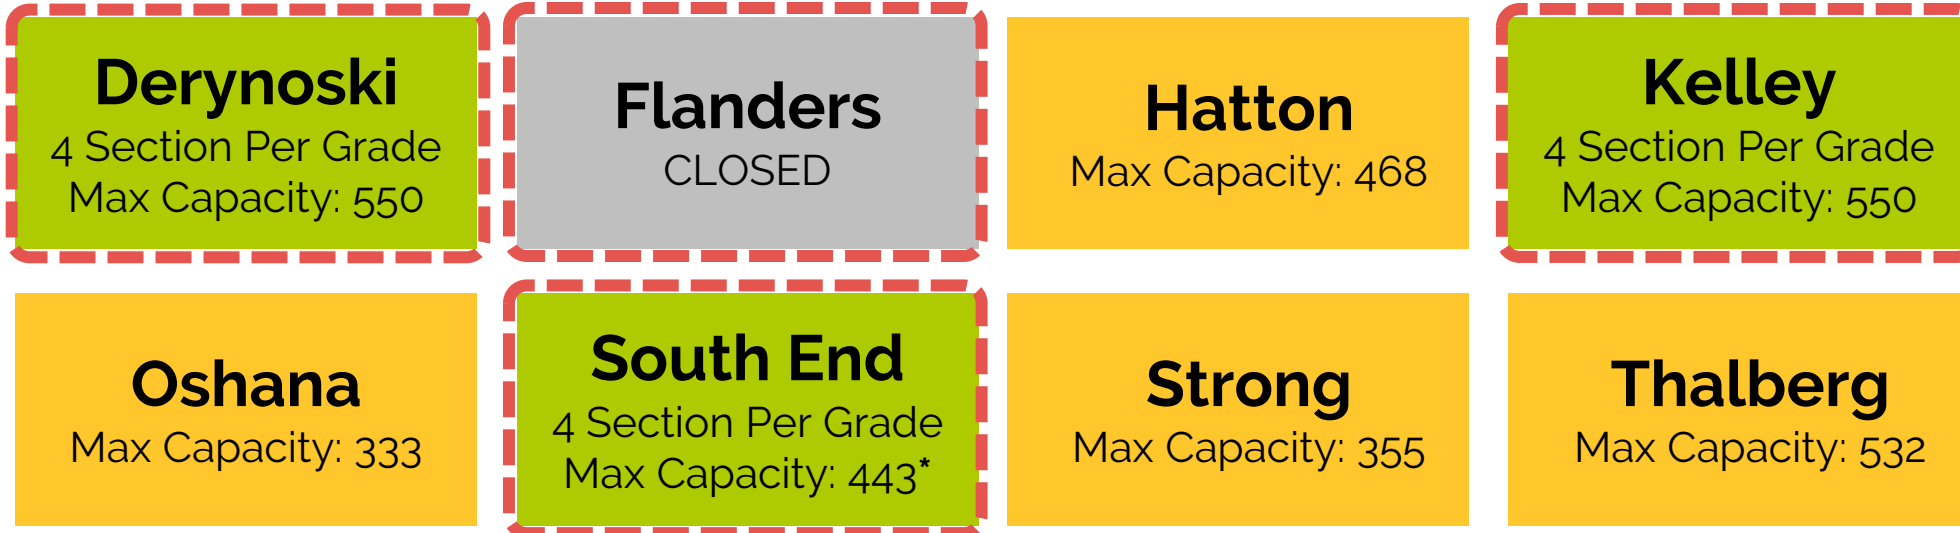 Derynoski
4 Section Per Grade
Max Capacity: 550
Flanders
CLOSED
Hatton
Max Capacity: 468
Kelley
4 Section Per Grade
Max Capacity: 550
Oshana
Max Capacity: 333
South End
4 Section Per Grade
Max Capacity: 443*
Strong
Max Capacity: 355
Thalberg
Max Capacity: 532